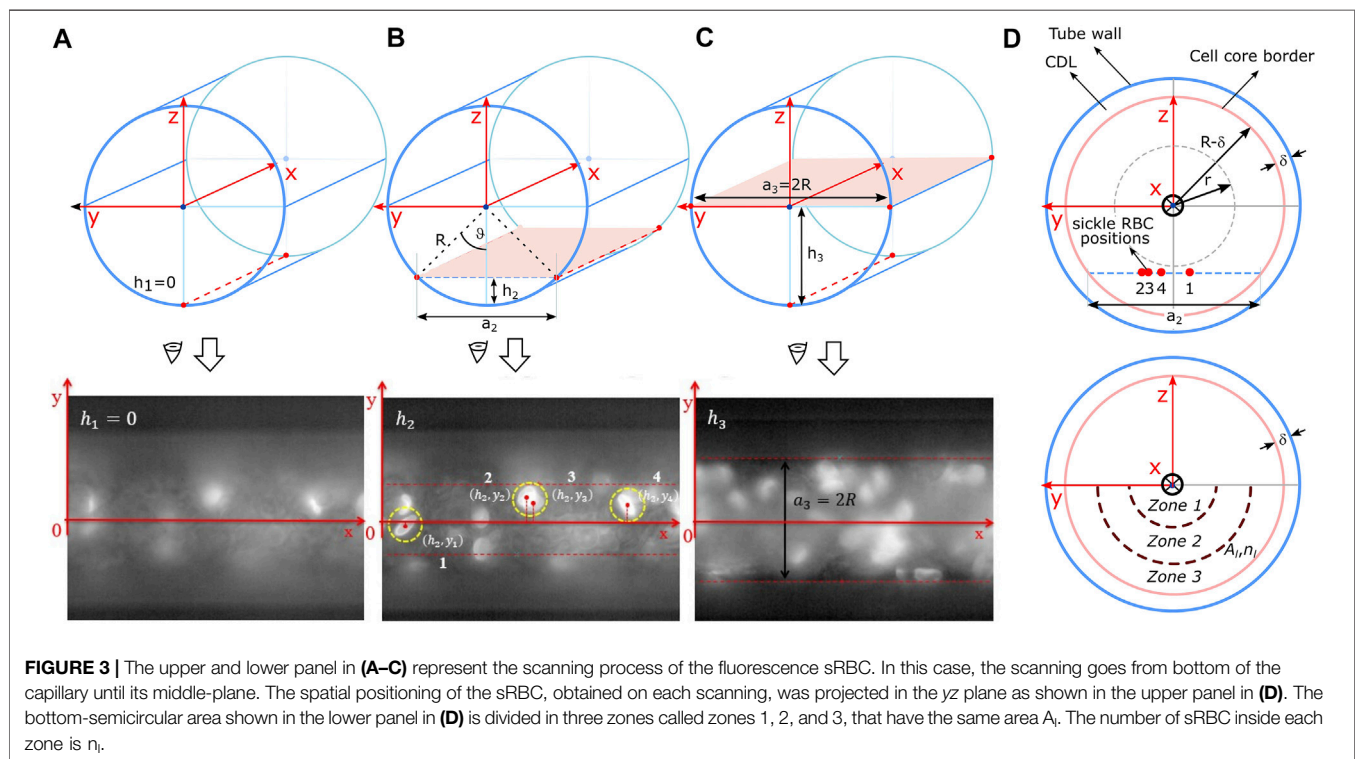 A
z
x
y
h₁=0
B
z
x
y
R
ϑ
h₂
a₂
C
z
x
y
a₃=2R
h₃
D
Tube wall
CDL
Cell core border
z
R-δ
δ
r
x
y
sickle RBC
positions
23 4 1
a₂
y
h₁ = 0
0
x
y
h₂
2 3 4
(h₂, y₂) (h₂, y₃) (h₂, y₄)
0
x
(h₂, y₁)
1
y
h₃
a₃ = 2R
0
x
z
δ
x
y
Zone 1
Zone 2
Aₗ,nₗ
Zone 3
FIGURE 3 | The upper and lower panel in (A–C) represent the scanning process of the fluorescence sRBC. In this case, the scanning goes from bottom of the
capillary until its middle-plane. The spatial positioning of the sRBC, obtained on each scanning, was projected in the yz plane as shown in the upper panel in (D). The
bottom-semicircular area shown in the lower panel in (D) is divided in three zones called zones 1, 2, and 3, that have the same area Aₗ. The number of sRBC inside each
zone is nₗ.